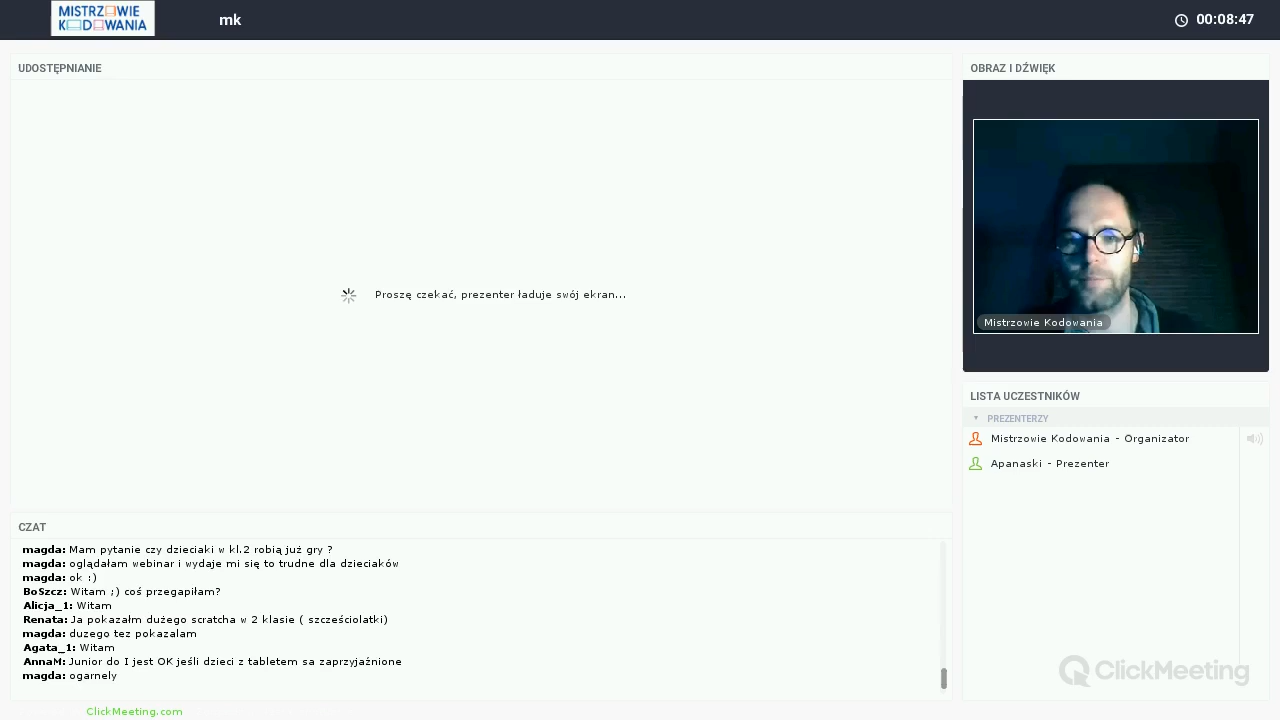 MISTRZOWIE
KODOWANIA
mk
00:08:47
UDOSTĘPNIANIE
Proszę czekać, prezenter ładuje swój ekran...
OBRAZ I DŹWIĘK
Mistrzowie Kodowania
LISTA UCZESTNIKÓW
PREZENTERZY
Mistrzowie Kodowania - Organizator
Apanaski - Prezenter
ClickMeeting
CZAT
magda: Mam pytanie czy dzieciaki w kl.2 robią już gry ?
magda: oglądałam webinar i wydaje mi się to trudne dla dzieciaków
magda: ok :)
BoSzcz: Witam ;) coś przegapiłam?
Alicja_1: Witam
Renata: Ja pokazałm dużego scratcha w 2 klasie ( szcześciolatki)
magda: duzego tez pokazalam
Agata_1: Witam
AnnaM: Junior do I jest OK jeśli dzieci z tabletem sa zaprzyjaźnione
magda: ogarnely
ClickMeeting.com